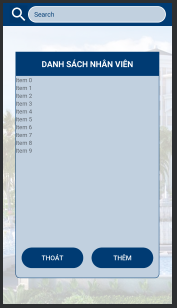 Search
DANH SÁCH NHÂN VIÊN
Item 0
Item 1
Item 2
Item 3
Item 4
Item 5
Item 6
Item 7
Item 8
Item 9
THOÁT
THÊM